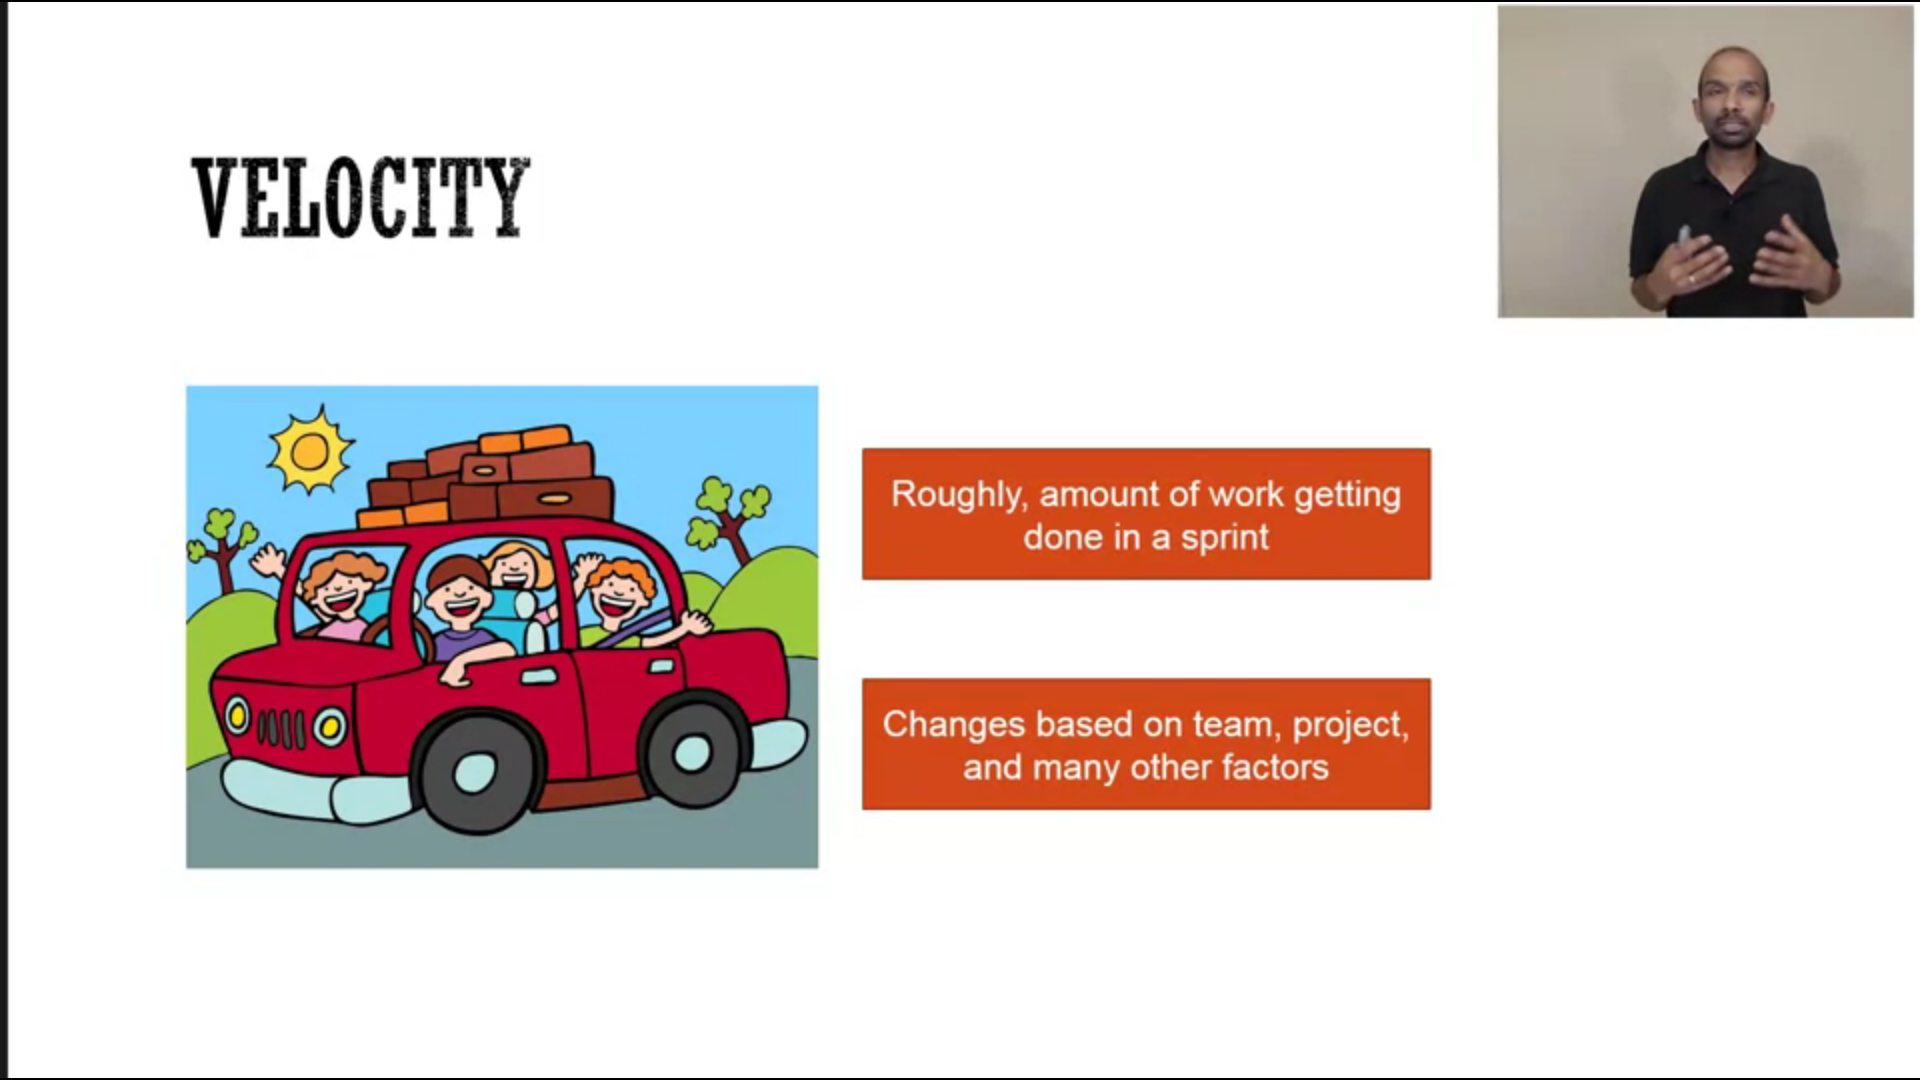 VELOCITY
Roughly, amount of work getting
done in a sprint
Changes based on team, project,
and many other factors